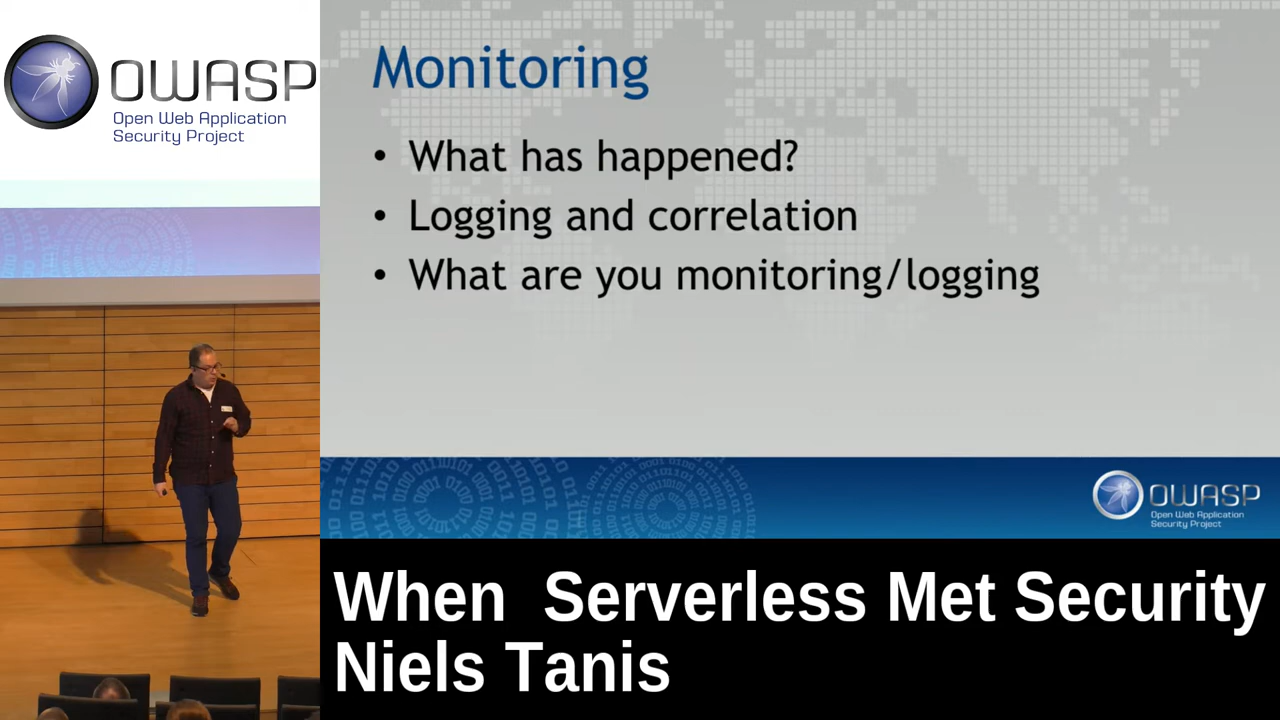 OWASP
Open Web Application
Security Project
Monitoring
• What has happened?
• Logging and correlation
• What are you monitoring/logging
OWASP
Open Web Application
Security Project
When Serverless Met Security
Niels Tanis